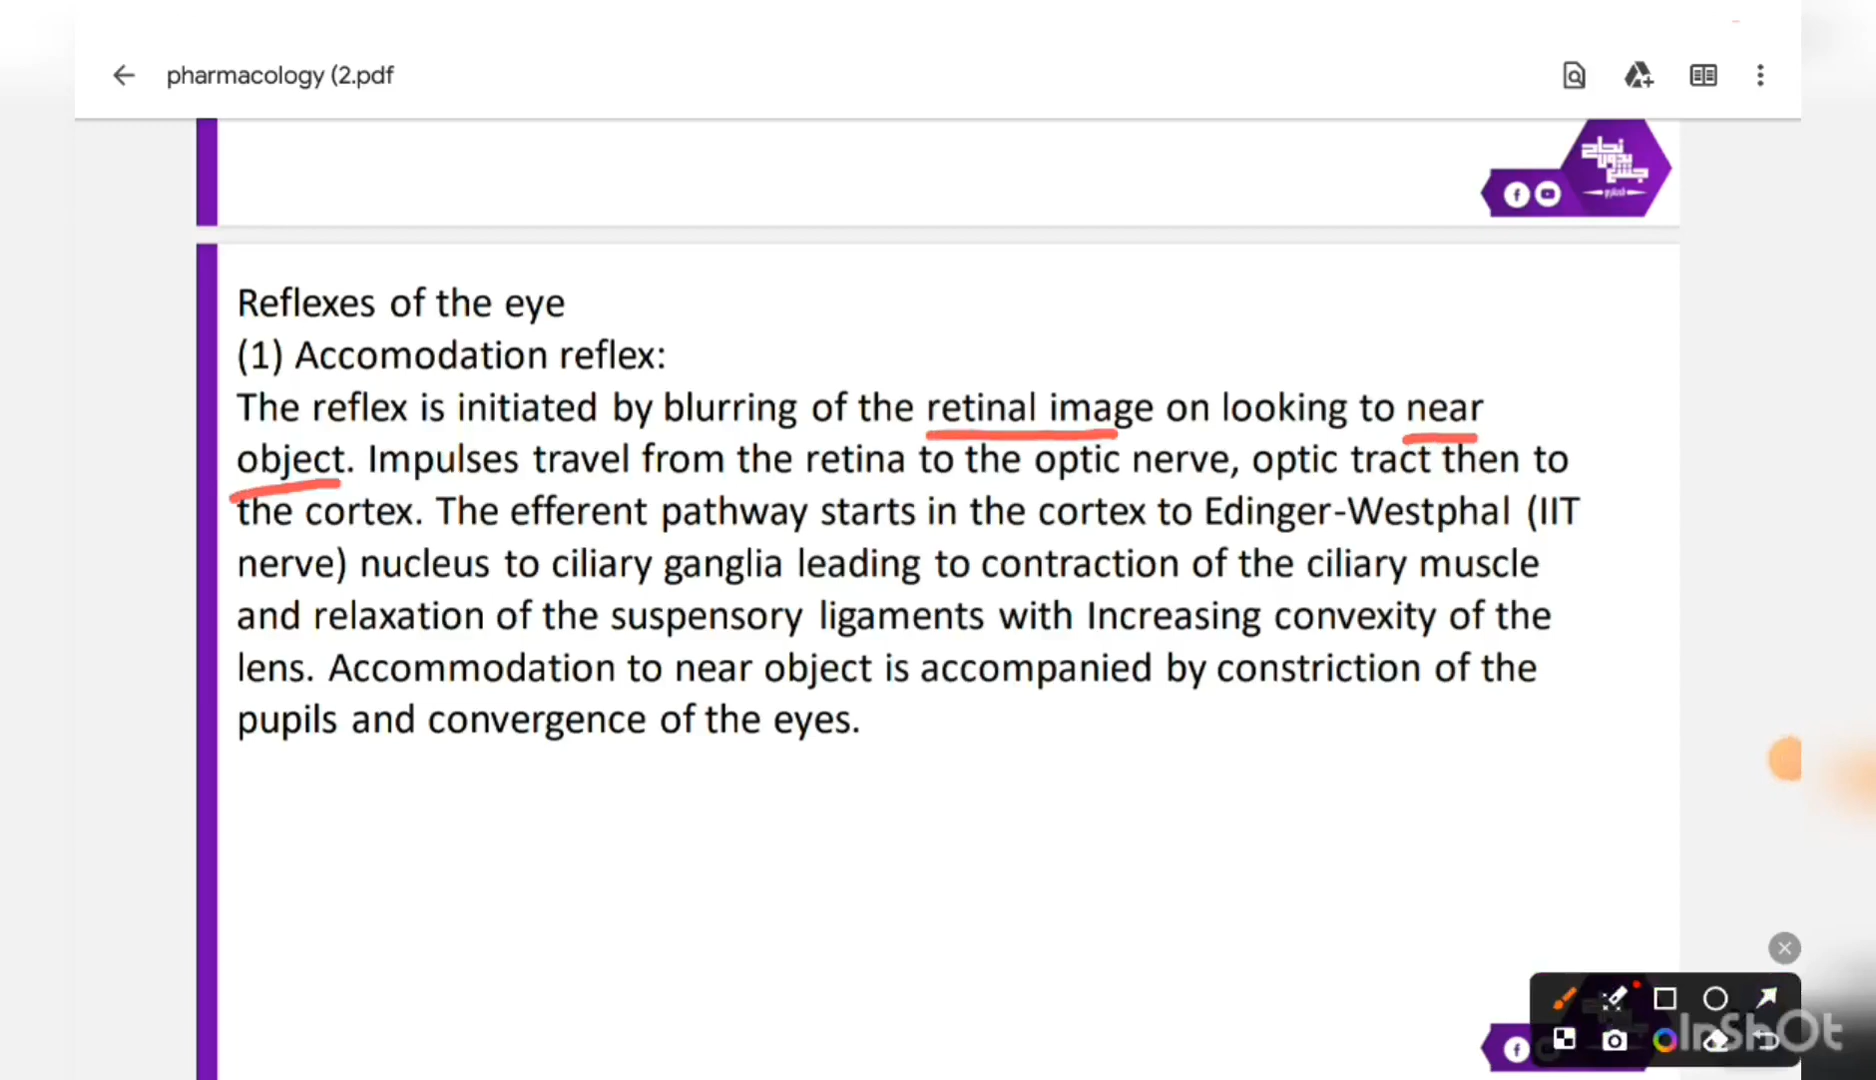 pharmacology (2.pdf
نجاح
بدون
Reflexes of the eye
(1) Accomodation reflex:
The reflex is initiated by blurring of the retinal image on looking to near
object. Impulses travel from the retina to the optic nerve, optic tract then to
the cortex. The efferent pathway starts in the cortex to Edinger-Westphal (IIT
nerve) nucleus to ciliary ganglia leading to contraction of the ciliary muscle
and relaxation of the suspensory ligaments with Increasing convexity of the
lens. Accommodation to near object is accompanied by constriction of the
pupils and convergence of the eyes.
InShOt